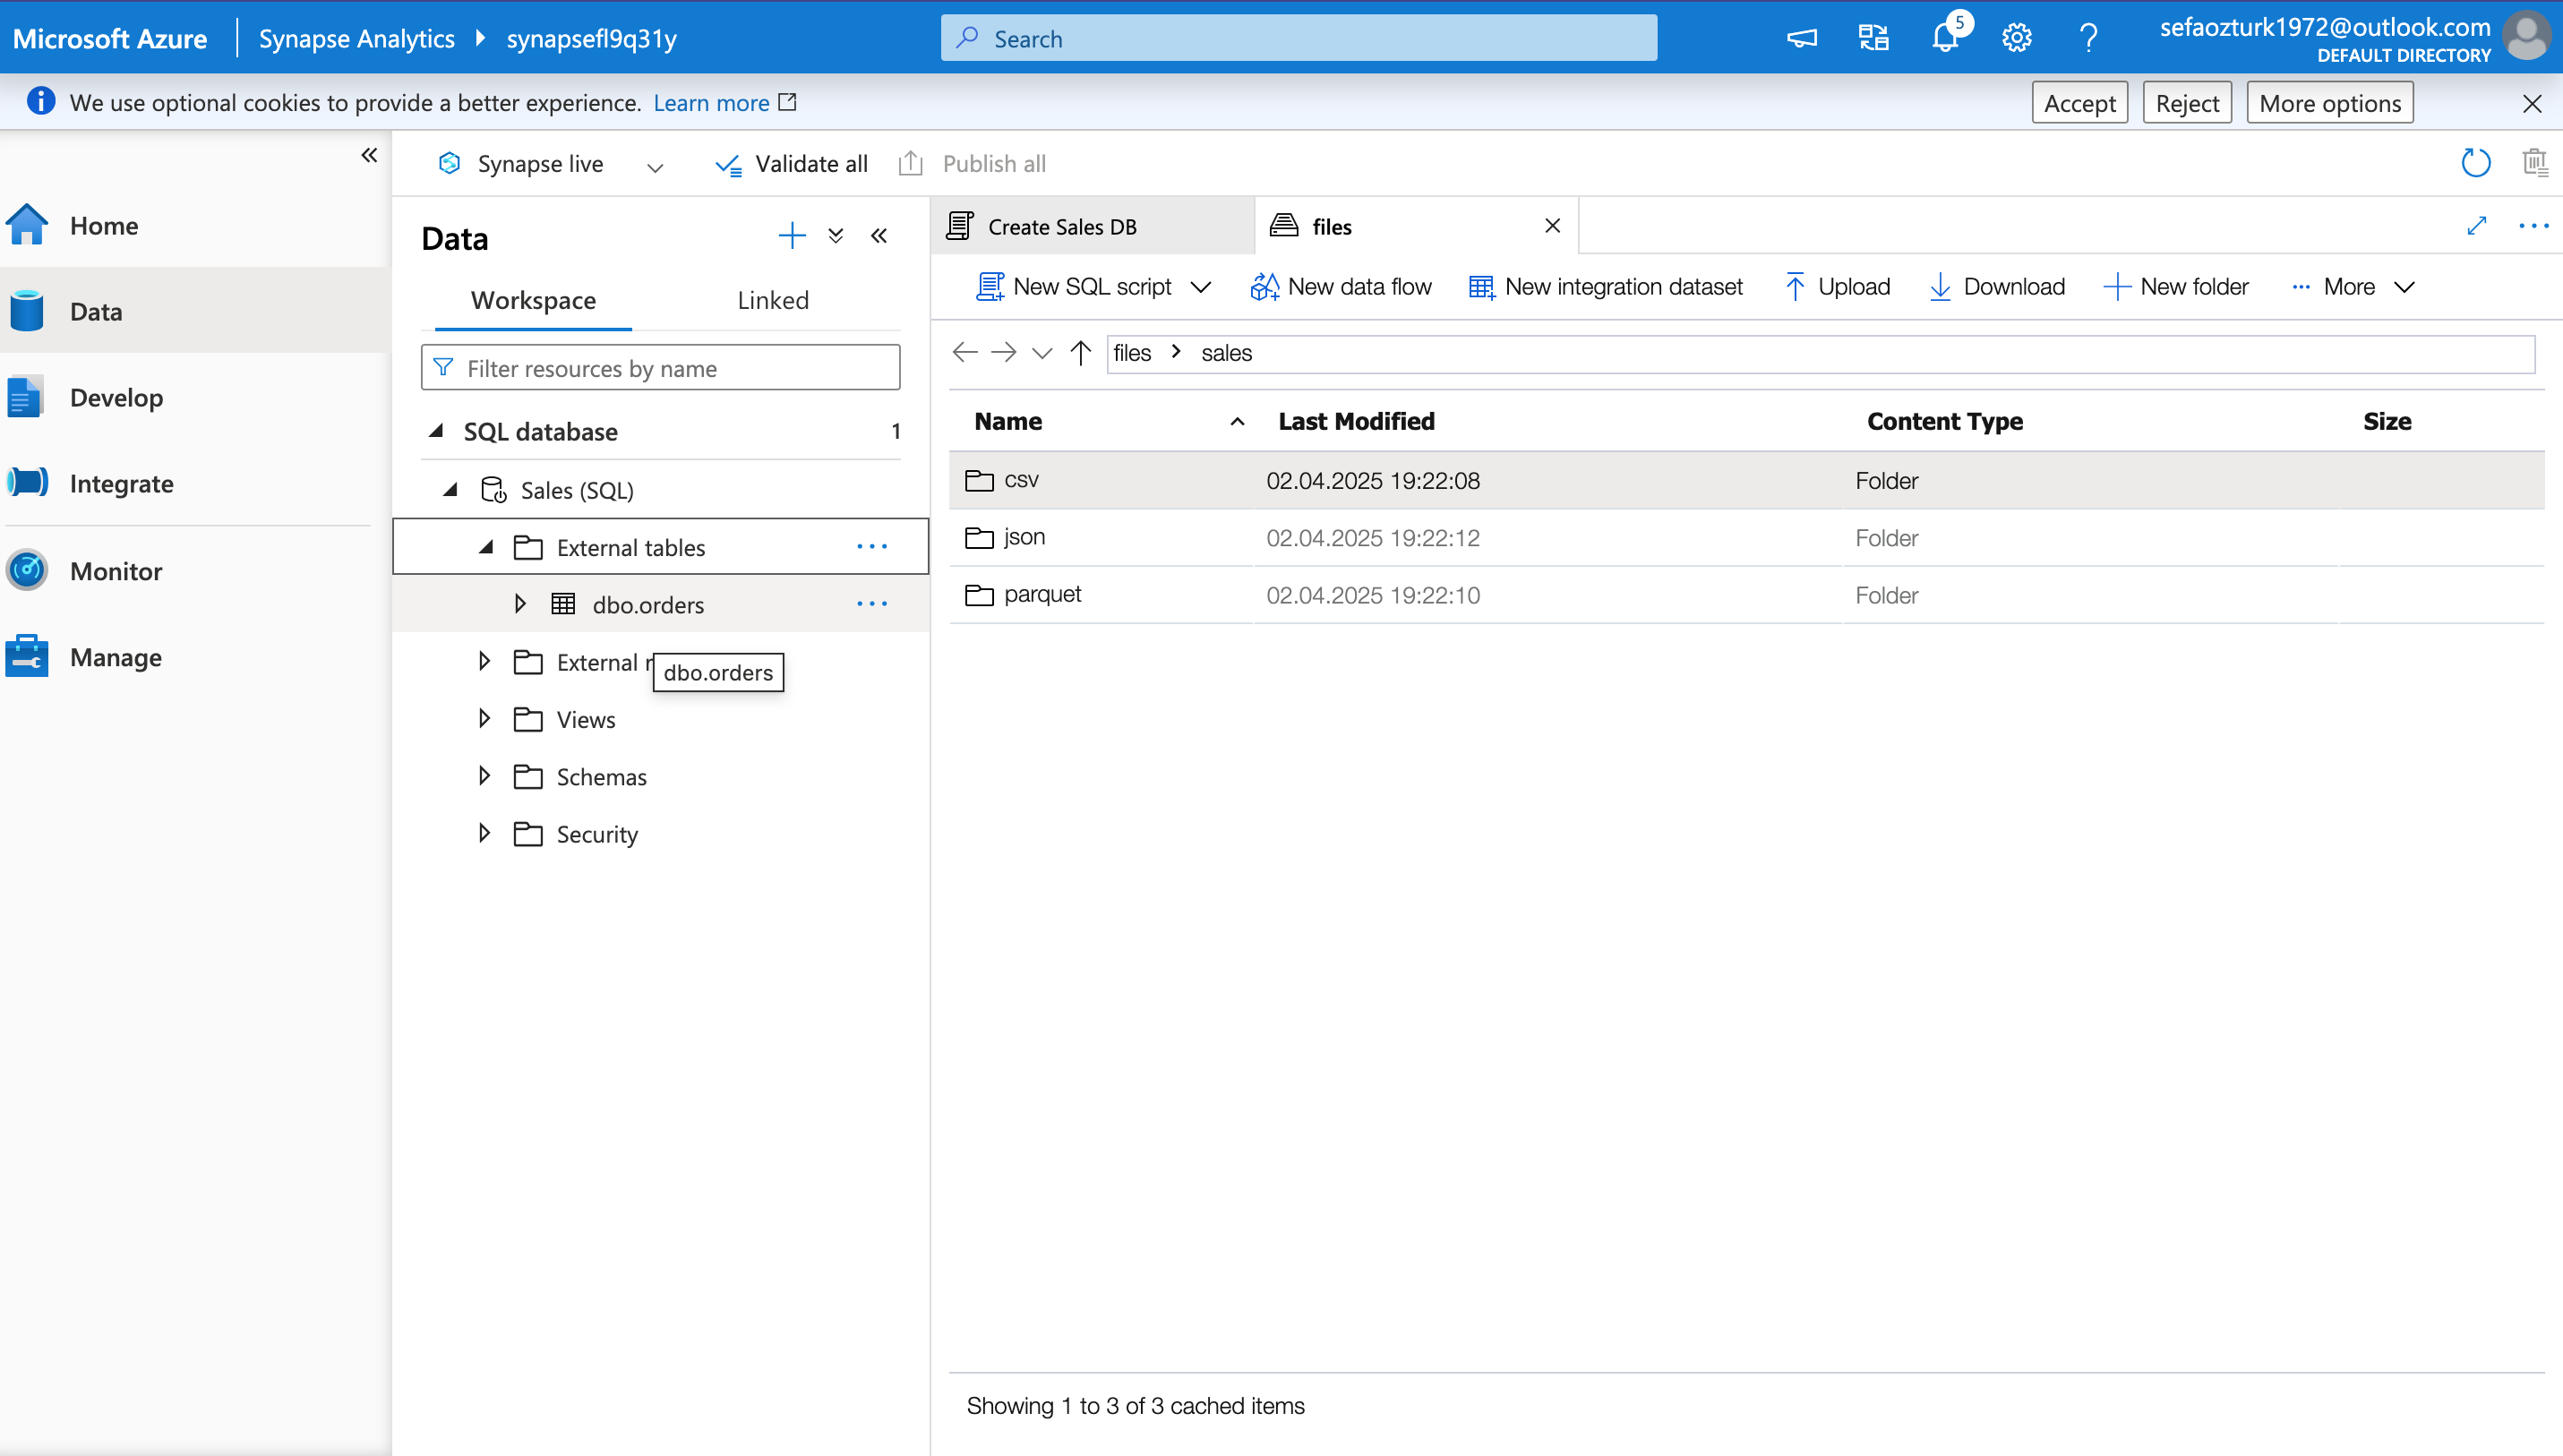 Microsoft Azure
Synapse Analytics
synapsefl9q31y
Search
5
sefaozturk1972@outlook.com
DEFAULT DIRECTORY
We use optional cookies to provide a better experience. Learn more
Accept
Reject
More options
Home
Data
Develop
Integrate
Monitor
Manage
Synapse live
Validate all
Publish all
Data
Workspace
Linked
Filter resources by name
SQL database 1
Sales (SQL)
External tables
dbo.orders
External r
dbo.orders
Views
Schemas
Security
Create Sales DB
files
New SQL script
New data flow
New integration dataset
Upload
Download
New folder
More
files > sales
Name Last Modified Content Type Size
csv 02.04.2025 19:22:08 Folder
json 02.04.2025 19:22:12 Folder
parquet 02.04.2025 19:22:10 Folder
Showing 1 to 3 of 3 cached items